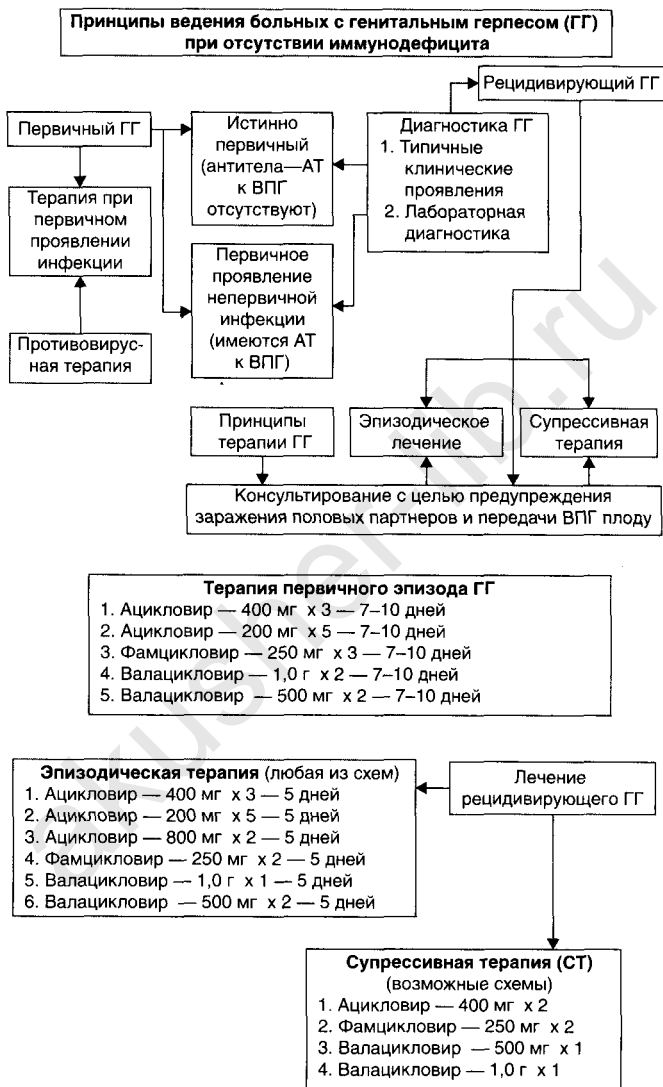 Принципы ведения больных с генитальным герпесом (ГГ)
при отсутствии иммунодефицита
Рецидивирующий ГГ
Первичный ГГ
Истинно
первичный
(антитела—АТ
к ВПГ
отсутствуют)
Диагностика ГГ
1. Типичные
клинические
проявления
2. Лабораторная
диагностика
Терапия при
первичном
проявлении
инфекции
Первичное
проявление
непервичной
инфекции
(имеются АТ
к ВПГ)
Противовирус-
ная терапия
Принципы
терапии ГГ
Эпизодическое
лечение
Супрессивная
терапия
Консультирование с целью предупреждения
заражения половых партнеров и передачи ВПГ плоду
Терапия первичного эпизода ГГ
1. Ацикловир — 400 мг x 3 — 7–10 дней
2. Ацикловир — 200 мг x 5 — 7–10 дней
3. Фамцикловир — 250 мг x 3 — 7–10 дней
4. Валацикловир — 1,0 г x 2 — 7–10 дней
5. Валацикловир — 500 мг x 2 — 7–10 дней
Эпизодическая терапия (любая из схем)
1. Ацикловир — 400 мг x 3 — 5 дней
2. Ацикловир — 200 мг x 5 — 5 дней
3. Ацикловир — 800 мг x 2 — 5 дней
4. Фамцикловир — 250 мг x 2 — 5 дней
5. Валацикловир — 1,0 г x 1 — 5 дней
6. Валацикловир — 500 мг x 2 — 5 дней
Лечение
рецидивирующего ГГ
Супрессивная терапия (СТ)
(возможные схемы)
1. Ацикловир — 400 мг x 2
2. Фамцикловир — 250 мг x 2
3. Валацикловир — 500 мг x 1
4. Валацикловир — 1,0 г x 1
akusher-lib.ru